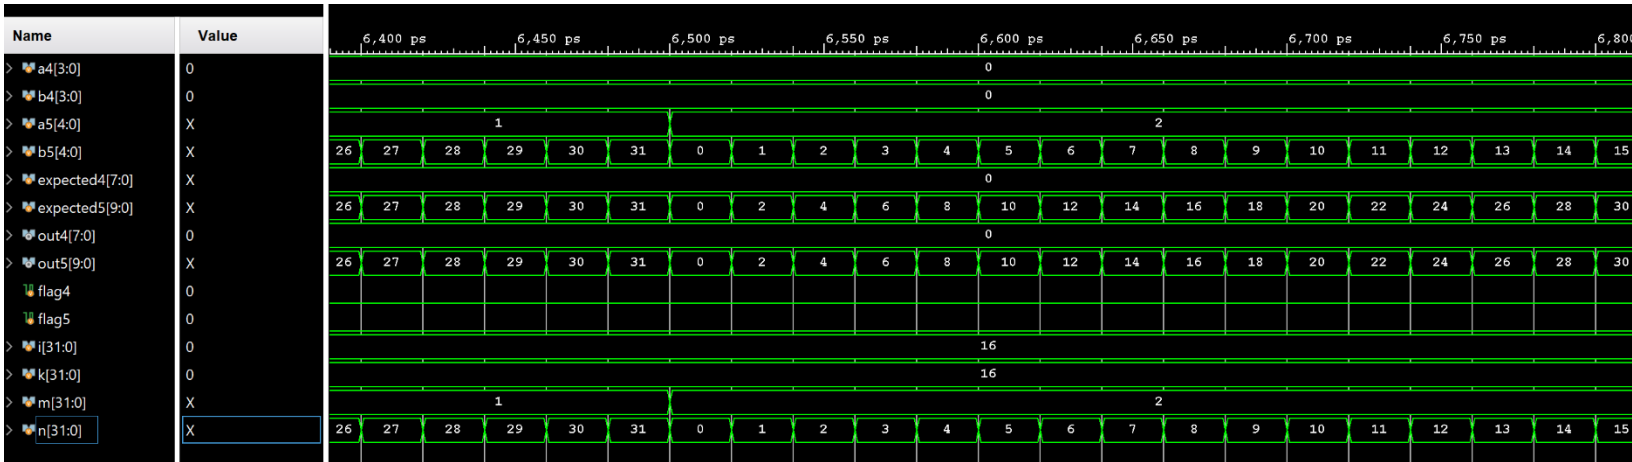 Name Value 6,400 ps 6,450 ps 6,500 ps 6,550 ps 6,600 ps 6,650 ps 6,700 ps 6,750 ps 6,800
a4[3:0] 0 0
b4[3:0] 0 0
a5[4:0] X 1 2
b5[4:0] X 26 27 28 29 30 31 0 1 2 3 4 5 6 7 8 9 10 11 12 13 14 15
expected4[7:0] 0 0
expected5[9:0] X 26 27 28 29 30 31 0 2 4 6 8 10 12 14 16 18 20 22 24 26 28 30
out4[7:0] 0 0
out5[9:0] X 26 27 28 29 30 31 0 2 4 6 8 10 12 14 16 18 20 22 24 26 28 30
flag4 0
flag5 0
i[31:0] 0 16
k[31:0] 0 16
m[31:0] X 1 2
n[31:0] X 26 27 28 29 30 31 0 1 2 3 4 5 6 7 8 9 10 11 12 13 14 15